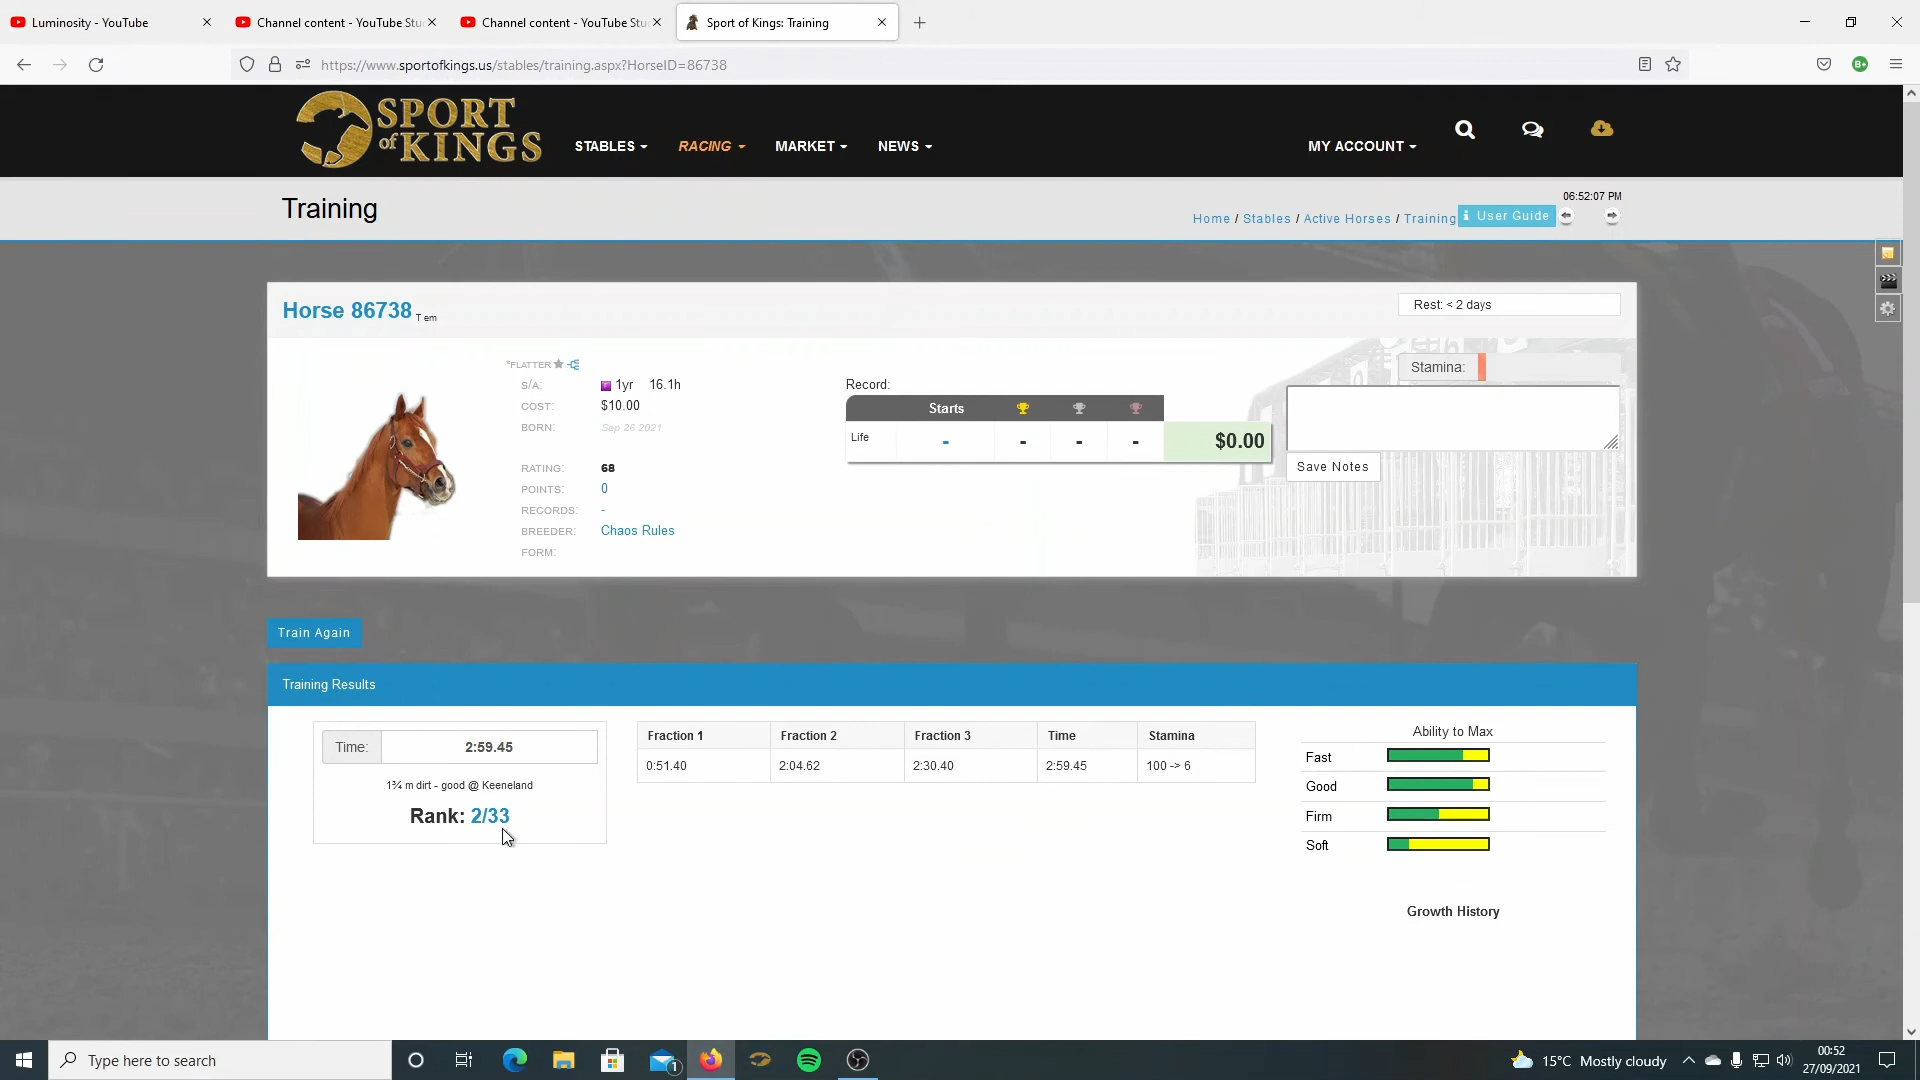 Luminosity - YouTube
Channel content - YouTube Stu
Channel content - YouTube Stu
Sport of Kings: Training
https://www.sportofkings.us/stables/training.aspx?HorseID=86738
SPORT of KINGS
STABLES
RACING
MARKET
NEWS
MY ACCOUNT
Training
06:52:07 PM
Home / Stables / Active Horses / Training
i User Guide
Horse 86738 T em
Rest: < 2 days
*FLATTER
Stamina:
S/A: 1yr 16.1h
COST: $10.00
BORN: Sep 26 2021
RATING: 68
POINTS: 0
RECORDS: -
BREEDER: Chaos Rules
FORM:
Record:
Starts
Life - - - - $0.00
Save Notes
Train Again
Training Results
Time: 2:59.45
1¾ m dirt - good @ Keeneland
Rank: 2/33
Fraction 1 Fraction 2 Fraction 3 Time Stamina
0:51.40 2:04.62 2:30.40 2:59.45 100 -> 6
Ability to Max
Fast
Good
Firm
Soft
Growth History
Type here to search
1
15°C Mostly cloudy
00:52
27/09/2021